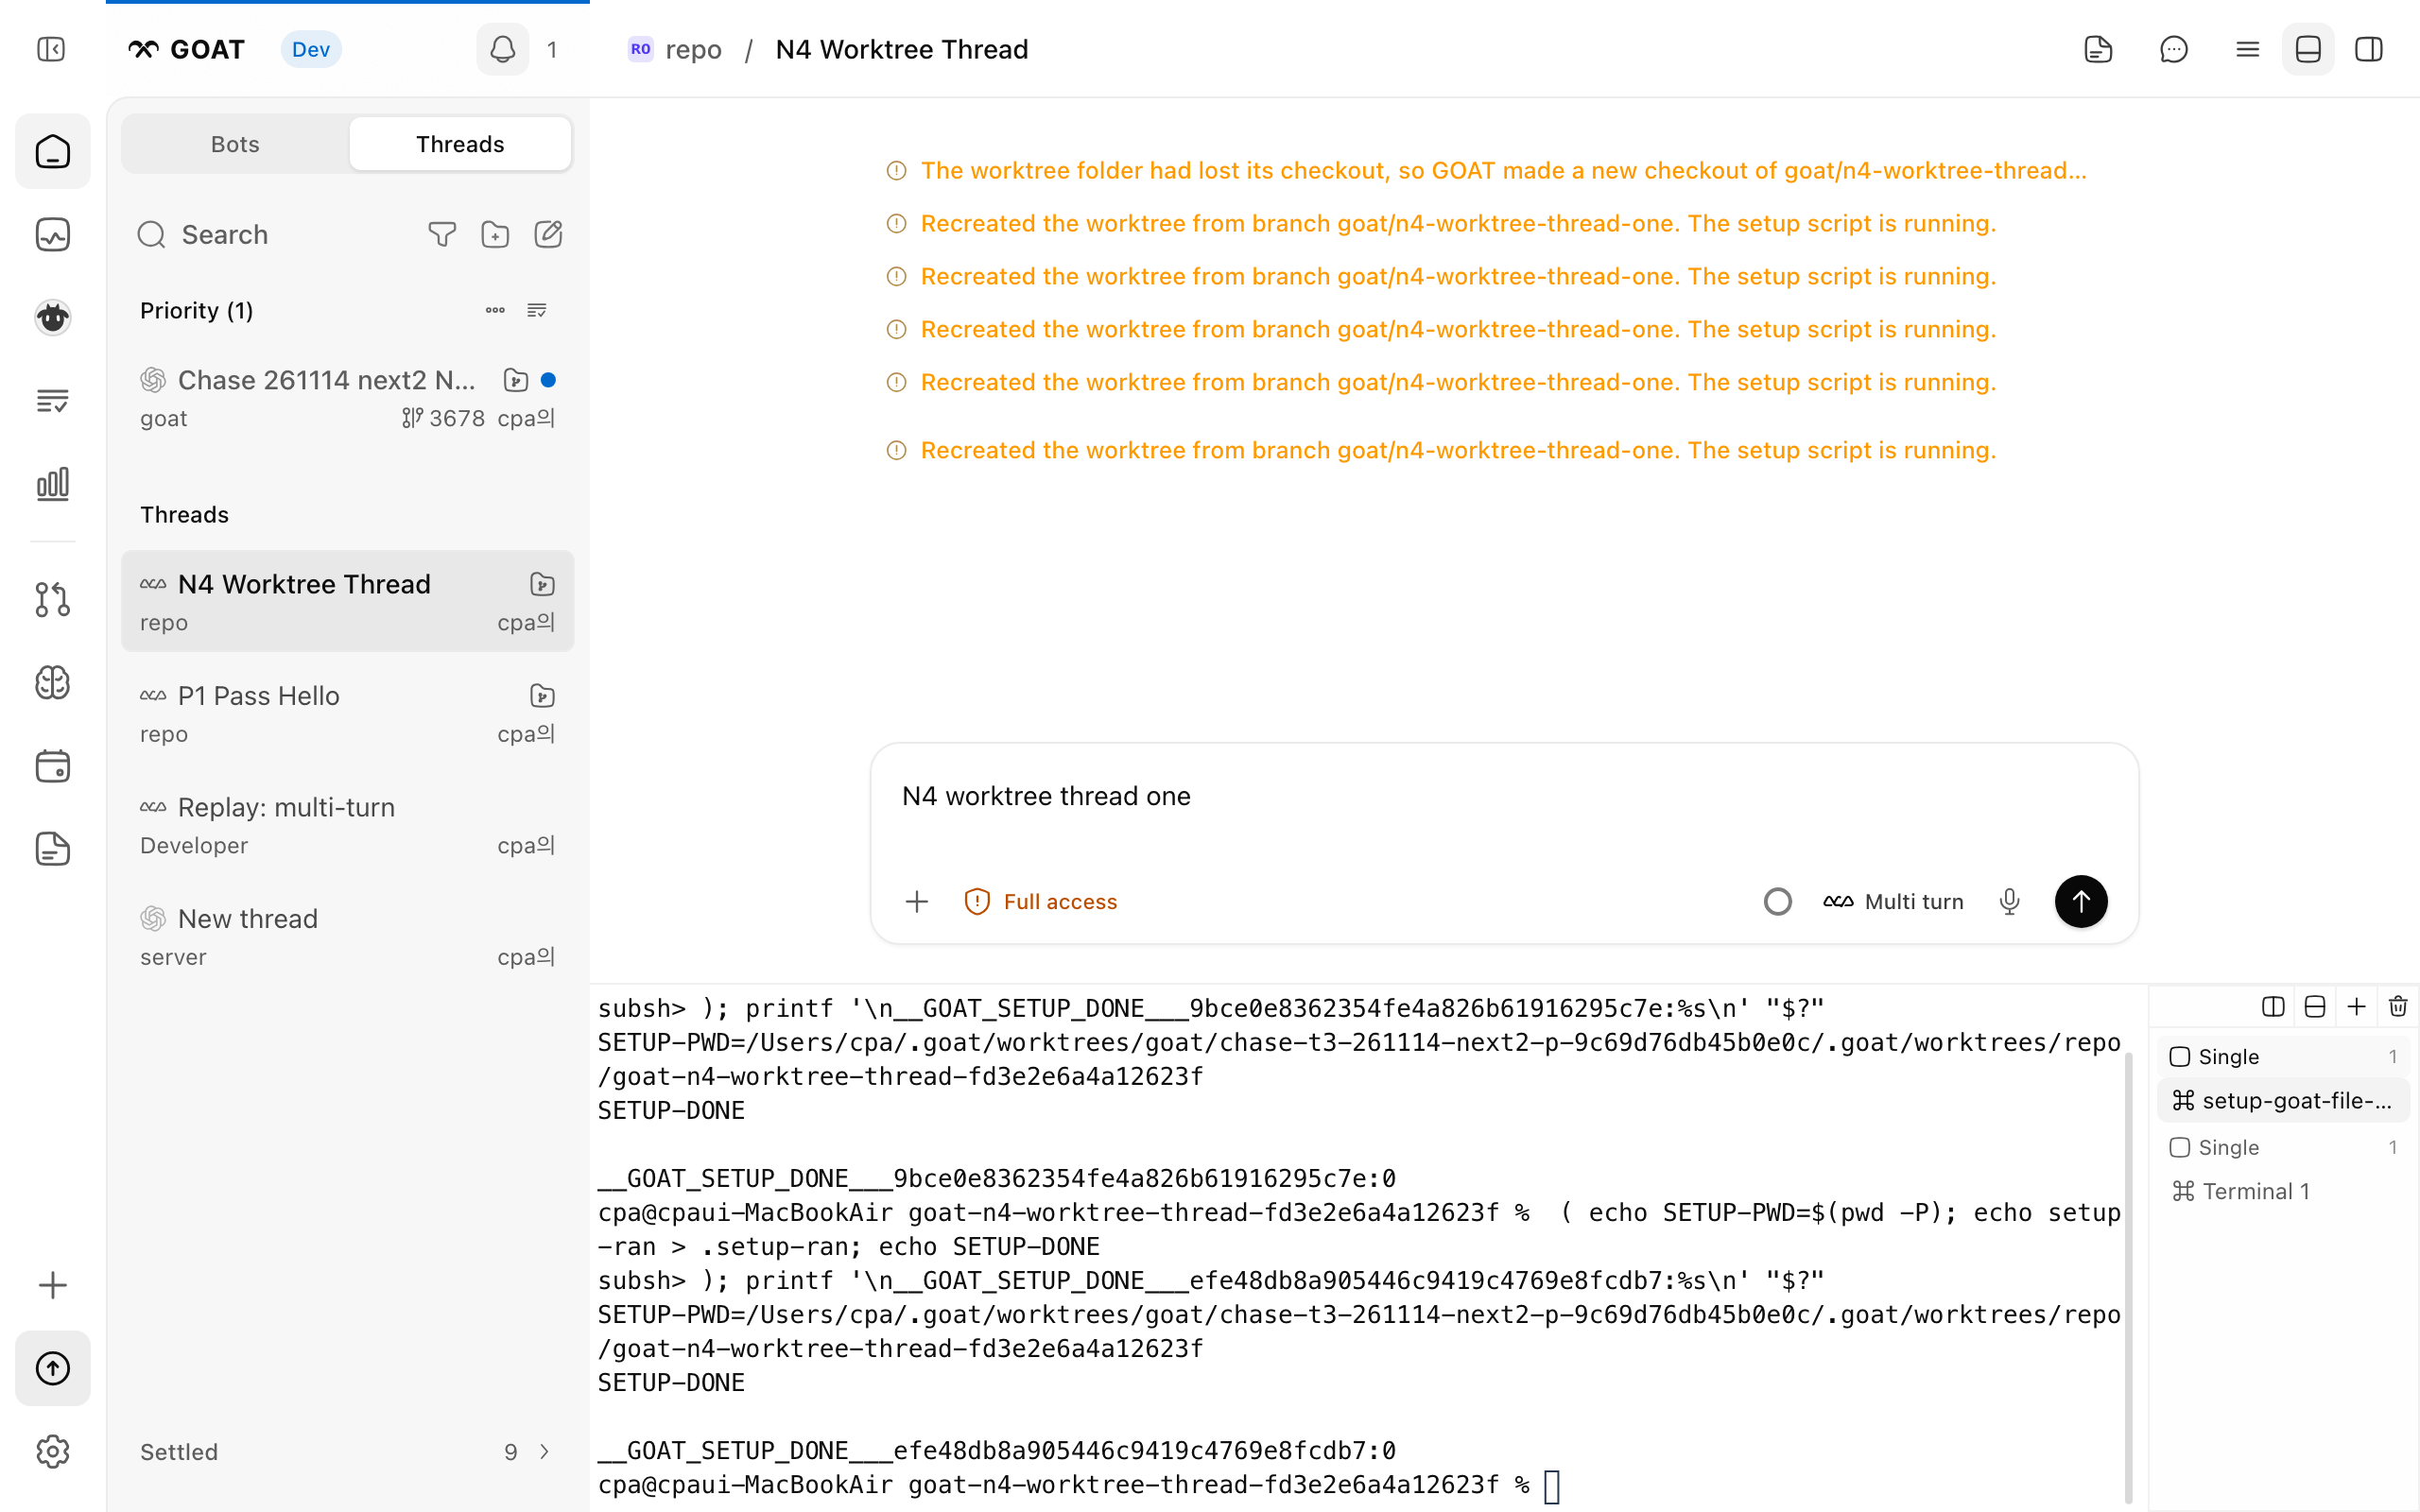 GOAT Dev 1
RO repo / N4 Worktree Thread
Bots Threads
Search
Priority (1)
Chase 261114 next2 N...
goat 3678 cpa의
Threads
N4 Worktree Thread
repo cpa의
P1 Pass Hello
repo cpa의
Replay: multi-turn
Developer cpa의
New thread
server cpa의
Settled 9
The worktree folder had lost its checkout, so GOAT made a new checkout of goat/n4-worktree-thread...
Recreated the worktree from branch goat/n4-worktree-thread-one. The setup script is running.
Recreated the worktree from branch goat/n4-worktree-thread-one. The setup script is running.
Recreated the worktree from branch goat/n4-worktree-thread-one. The setup script is running.
Recreated the worktree from branch goat/n4-worktree-thread-one. The setup script is running.
Recreated the worktree from branch goat/n4-worktree-thread-one. The setup script is running.
N4 worktree thread one
Full access Multi turn
subsh> ); printf '\n__GOAT_SETUP_DONE___9bce0e8362354fe4a826b61916295c7e:%s\n' "$?"
SETUP-PWD=/Users/cpa/.goat/worktrees/goat/chase-t3-261114-next2-p-9c69d76db45b0e0c/.goat/worktrees/repo
/goat-n4-worktree-thread-fd3e2e6a4a12623f
SETUP-DONE
__GOAT_SETUP_DONE___9bce0e8362354fe4a826b61916295c7e:0
cpa@cpaui-MacBookAir goat-n4-worktree-thread-fd3e2e6a4a12623f %  ( echo SETUP-PWD=$(pwd -P); echo setup
-ran > .setup-ran; echo SETUP-DONE
subsh> ); printf '\n__GOAT_SETUP_DONE___efe48db8a905446c9419c4769e8fcdb7:%s\n' "$?"
SETUP-PWD=/Users/cpa/.goat/worktrees/goat/chase-t3-261114-next2-p-9c69d76db45b0e0c/.goat/worktrees/repo
/goat-n4-worktree-thread-fd3e2e6a4a12623f
SETUP-DONE
__GOAT_SETUP_DONE___efe48db8a905446c9419c4769e8fcdb7:0
cpa@cpaui-MacBookAir goat-n4-worktree-thread-fd3e2e6a4a12623f %
Single 1
setup-goat-file-...
Single 1
Terminal 1